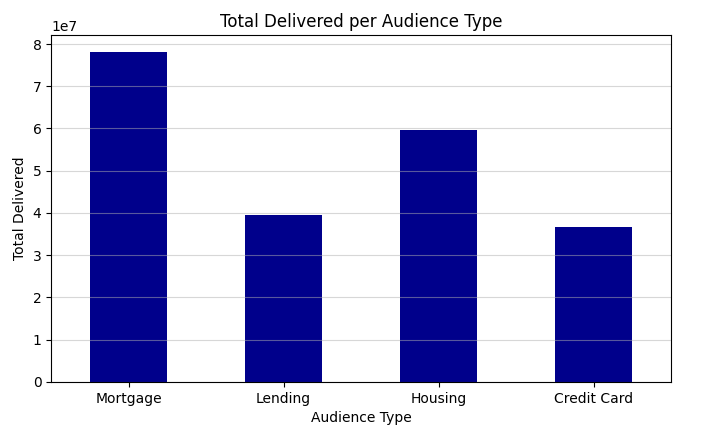 Total Delivered per Audience Type
1e7
8
7
6
5
4
3
2
1
0
Total Delivered
Mortgage Lending Housing Credit Card
Audience Type